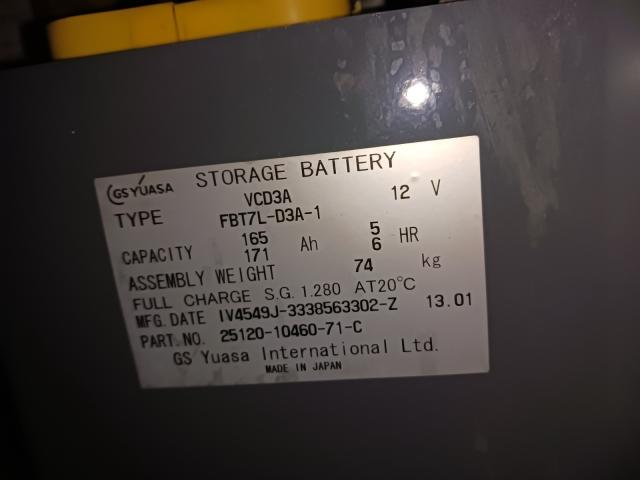 GS YUASA STORAGE BATTERY
TYPE VCD3A 12 V
FBT7L-D3A-1
CAPACITY 165 Ah 5 HR
171 6
ASSEMBLY WEIGHT 74 kg
FULL CHARGE S.G. 1.280 AT20°C
MFG. DATE IV4549J-3338563302-Z 13.01
PART.NO. 25120-10460-71-C
GS Yuasa International Ltd.
MADE IN JAPAN